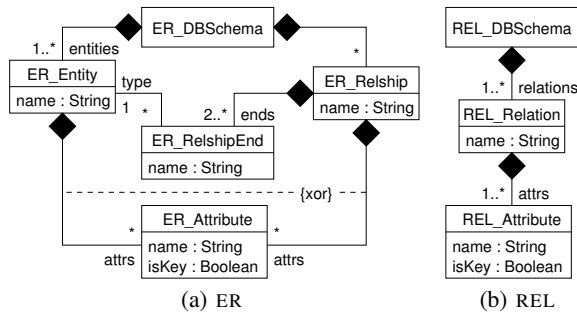 ER_DBSchema
1..* entities
*
ER_Entity
name : String
type
1
*
ER_Relship
name : String
2..* ends
ER_RelshipEnd
name : String
{xor}
ER_Attribute
name : String
isKey : Boolean
*
attrs
*
attrs
(a) ER
REL_DBSchema
1..* relations
REL_Relation
name : String
1..* attrs
REL_Attribute
name : String
isKey : Boolean
(b) REL